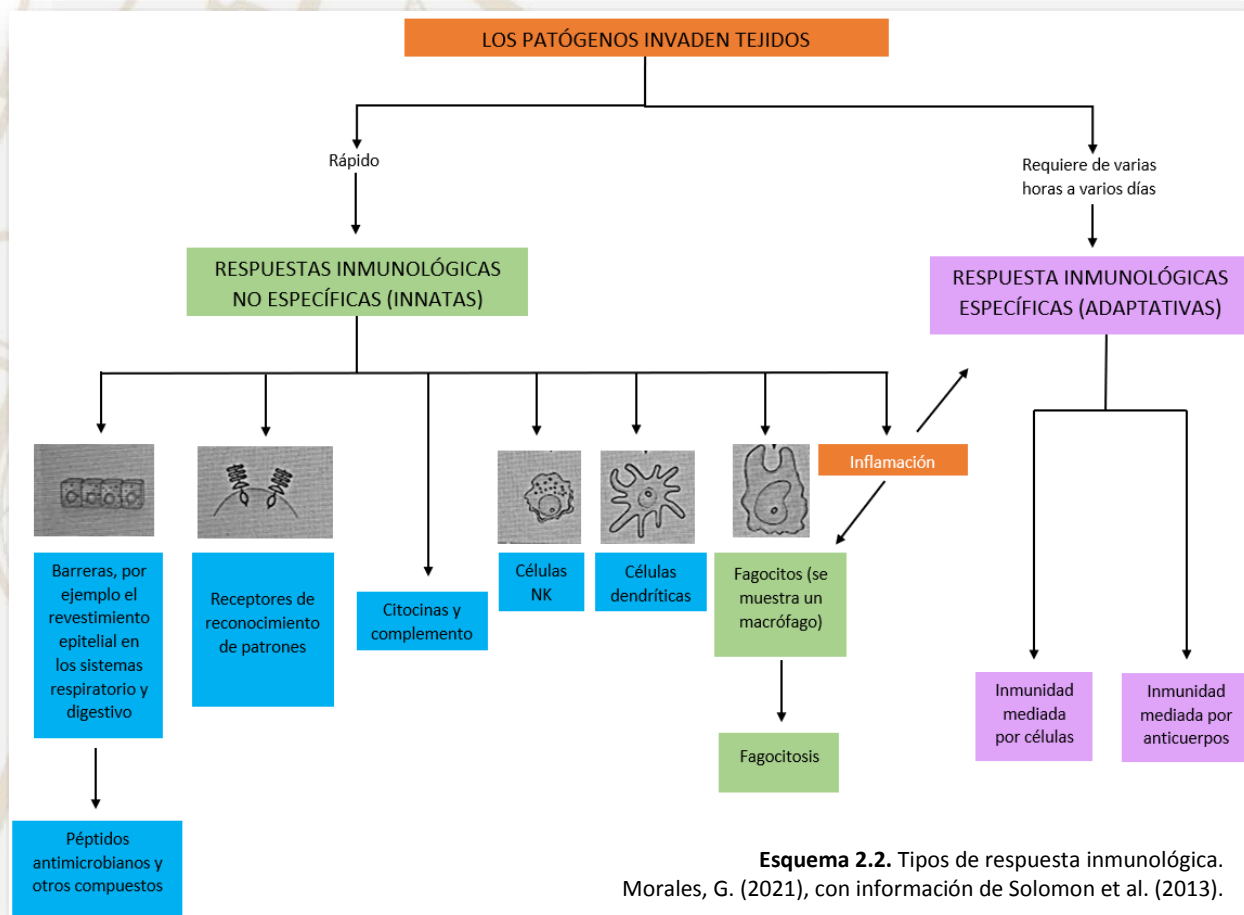 LOS PATÓGENOS INVADEN TEJIDOS
Rápido
Requiere de varias
horas a varios días
RESPUESTAS INMUNOLÓGICAS
NO ESPECÍFICAS (INNATAS)
RESPUESTA INMUNOLÓGICAS
ESPECÍFICAS (ADAPTATIVAS)
Inflamación
Barreras, por
ejemplo el
revestimiento
epitelial en
los sistemas
respiratorio y
digestivo
Receptores de
reconocimiento
de patrones
Citocinas y
complemento
Células
NK
Células
dendríticas
Fagocitos (se
muestra un
macrófago)
Inmunidad
mediada
por células
Inmunidad
mediada por
anticuerpos
Fagocitosis
Péptidos
antimicrobianos y
otros compuestos
Esquema 2.2. Tipos de respuesta inmunológica.
Morales, G. (2021), con información de Solomon et al. (2013).